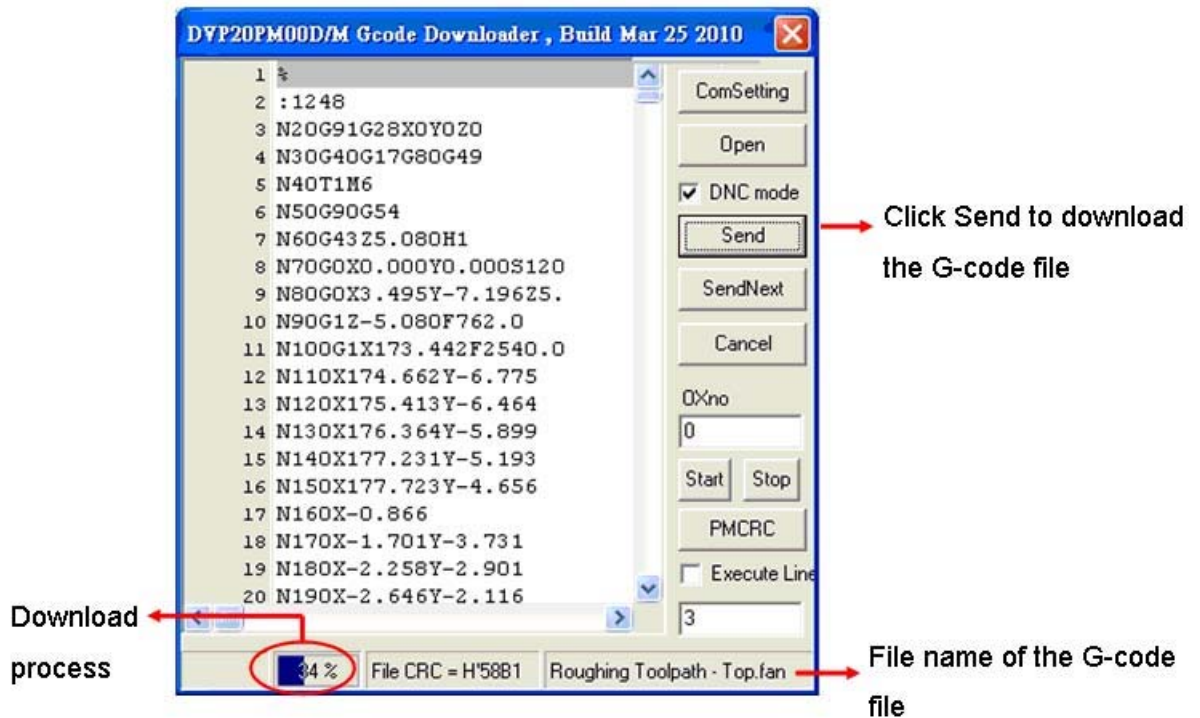 DVP20PM00D/M Gcode Downloader , Build Mar 25 2010
1 %
2 :1248
3 N20G91G28X0Y0Z0
4 N30G40G17G80G49
5 N40T1M6
6 N50G90G54
7 N60G43Z5.080H1
8 N70G0X0.000Y0.000S120
9 N80G0X3.495Y-7.196Z5.
10 N90G1Z-5.080F762.0
11 N100G1X173.442F2540.0
12 N110X174.662Y-6.775
13 N120X175.413Y-6.464
14 N130X176.364Y-5.899
15 N140X177.231Y-5.193
16 N150X177.723Y-4.656
17 N160X-0.866
18 N170X-1.701Y-3.731
19 N180X-2.258Y-2.901
20 N190X-2.646Y-2.116
ComSetting
Open
DNC mode
Send
SendNext
Cancel
OXno
0
Start Stop
PMCRC
Execute Line
3
34 % File CRC = H'58B1 Roughing Toolpath - Top.fan
Click Send to download
the G-code file
Download
process
File name of the G-code
file